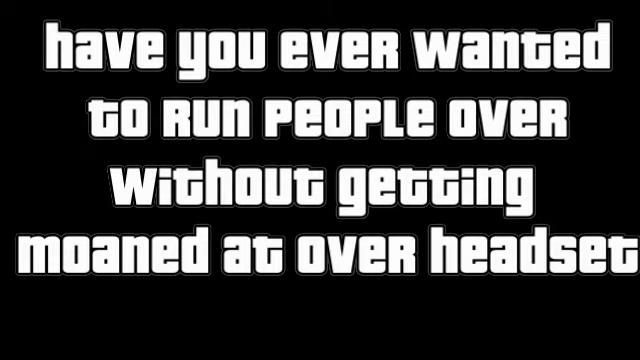 Have you ever wanted
to run people over
without getting
moaned at over headset